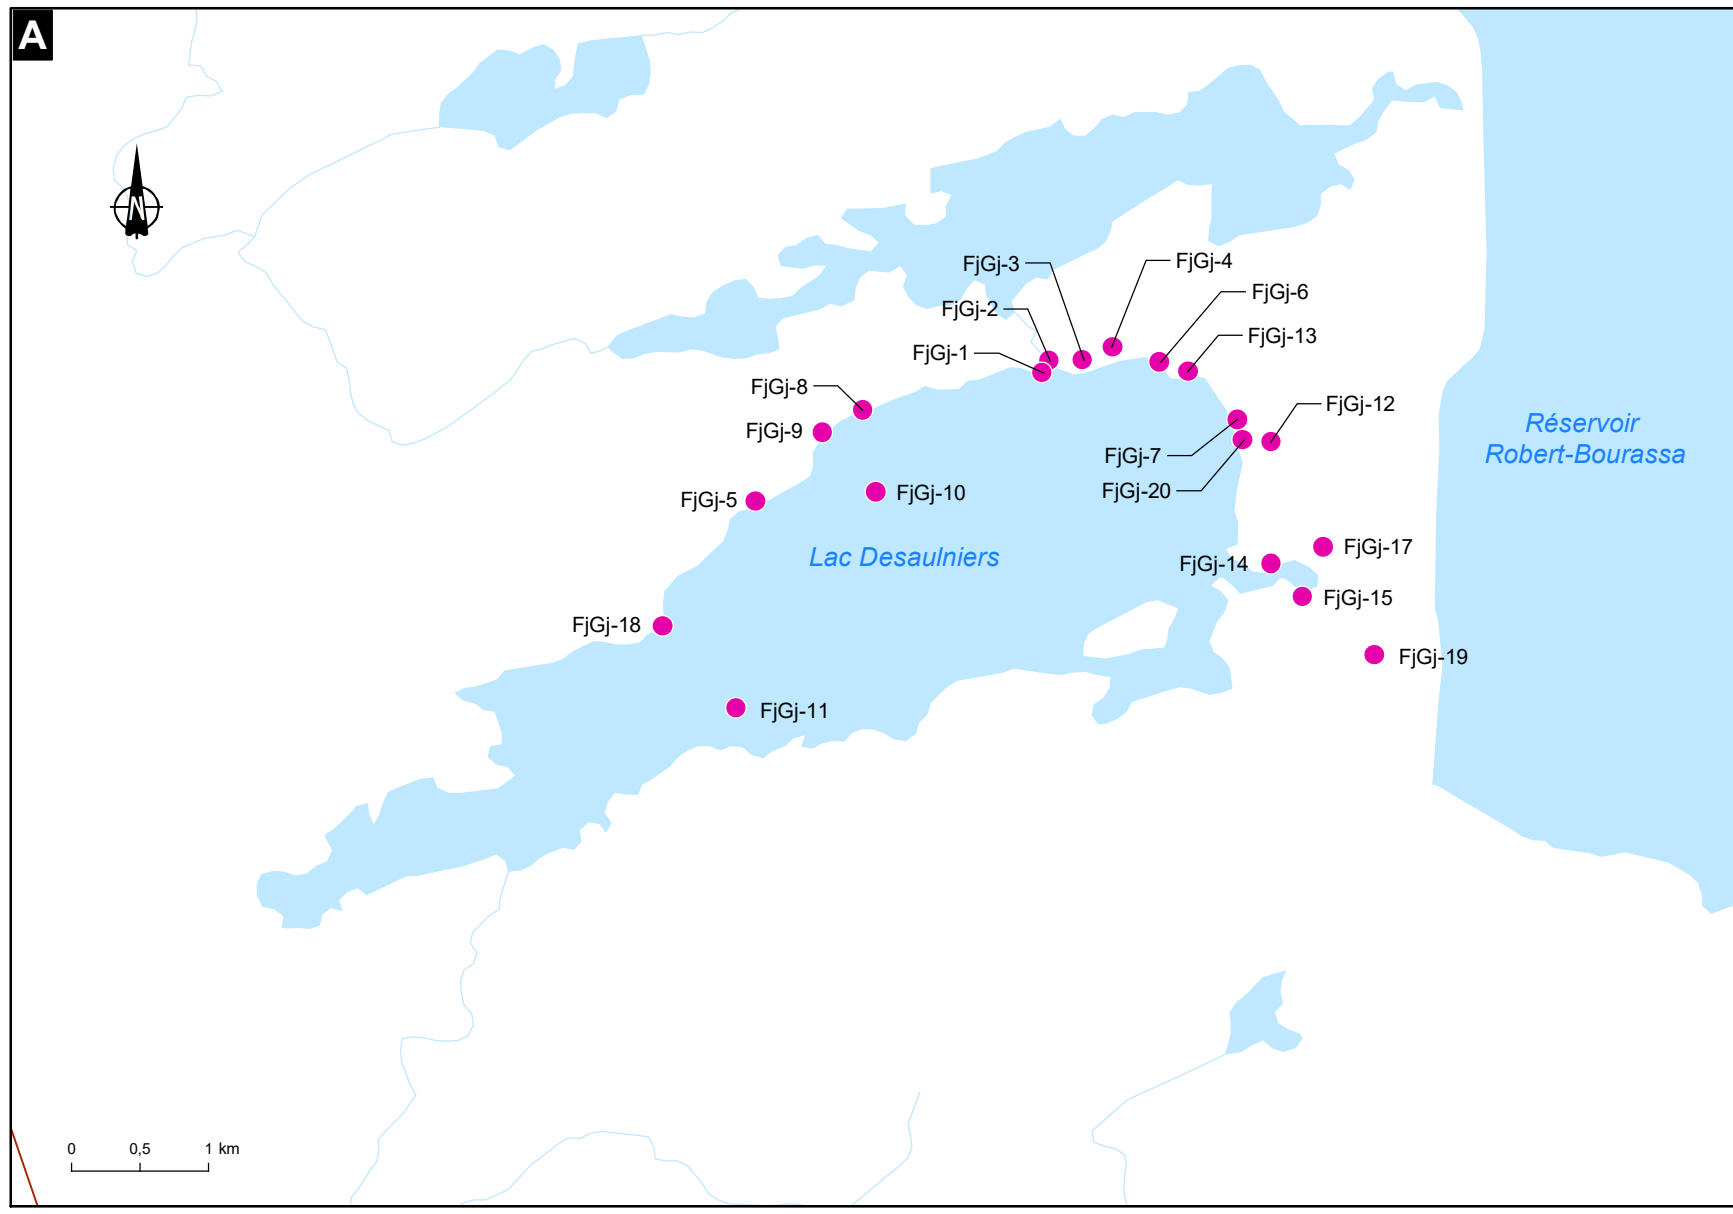 A
N
FjGj-3
FjGj-4
FjGj-6
FjGj-2
FjGj-13
FjGj-1
FjGj-8
FjGj-12
FjGj-9
FjGj-7
Réservoir
Robert-Bourassa
FjGj-20
FjGj-10
FjGj-5
Lac Desaulniers
FjGj-17
FjGj-14
FjGj-15
FjGj-18
FjGj-19
FjGj-11
0 0,5 1 km